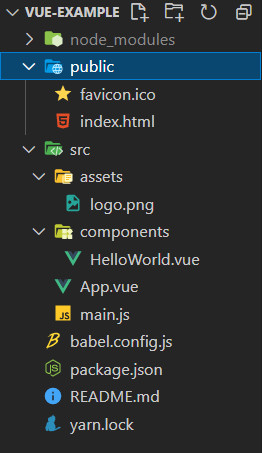 VUE-EXAMPLE
node_modules
public
favicon.ico
index.html
src
assets
logo.png
components
HelloWorld.vue
App.vue
JS main.js
babel.config.js
package.json
README.md
yarn.lock